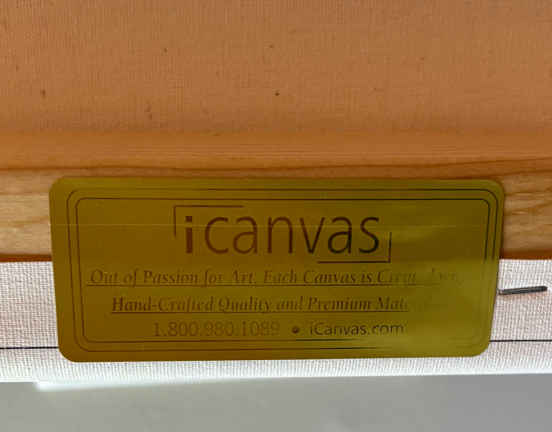 icanvas
Out of Passion for Art, Each Canvas is
Hand-Crafted Quality and Premium
1.800.980.1089 • iCanvas.com